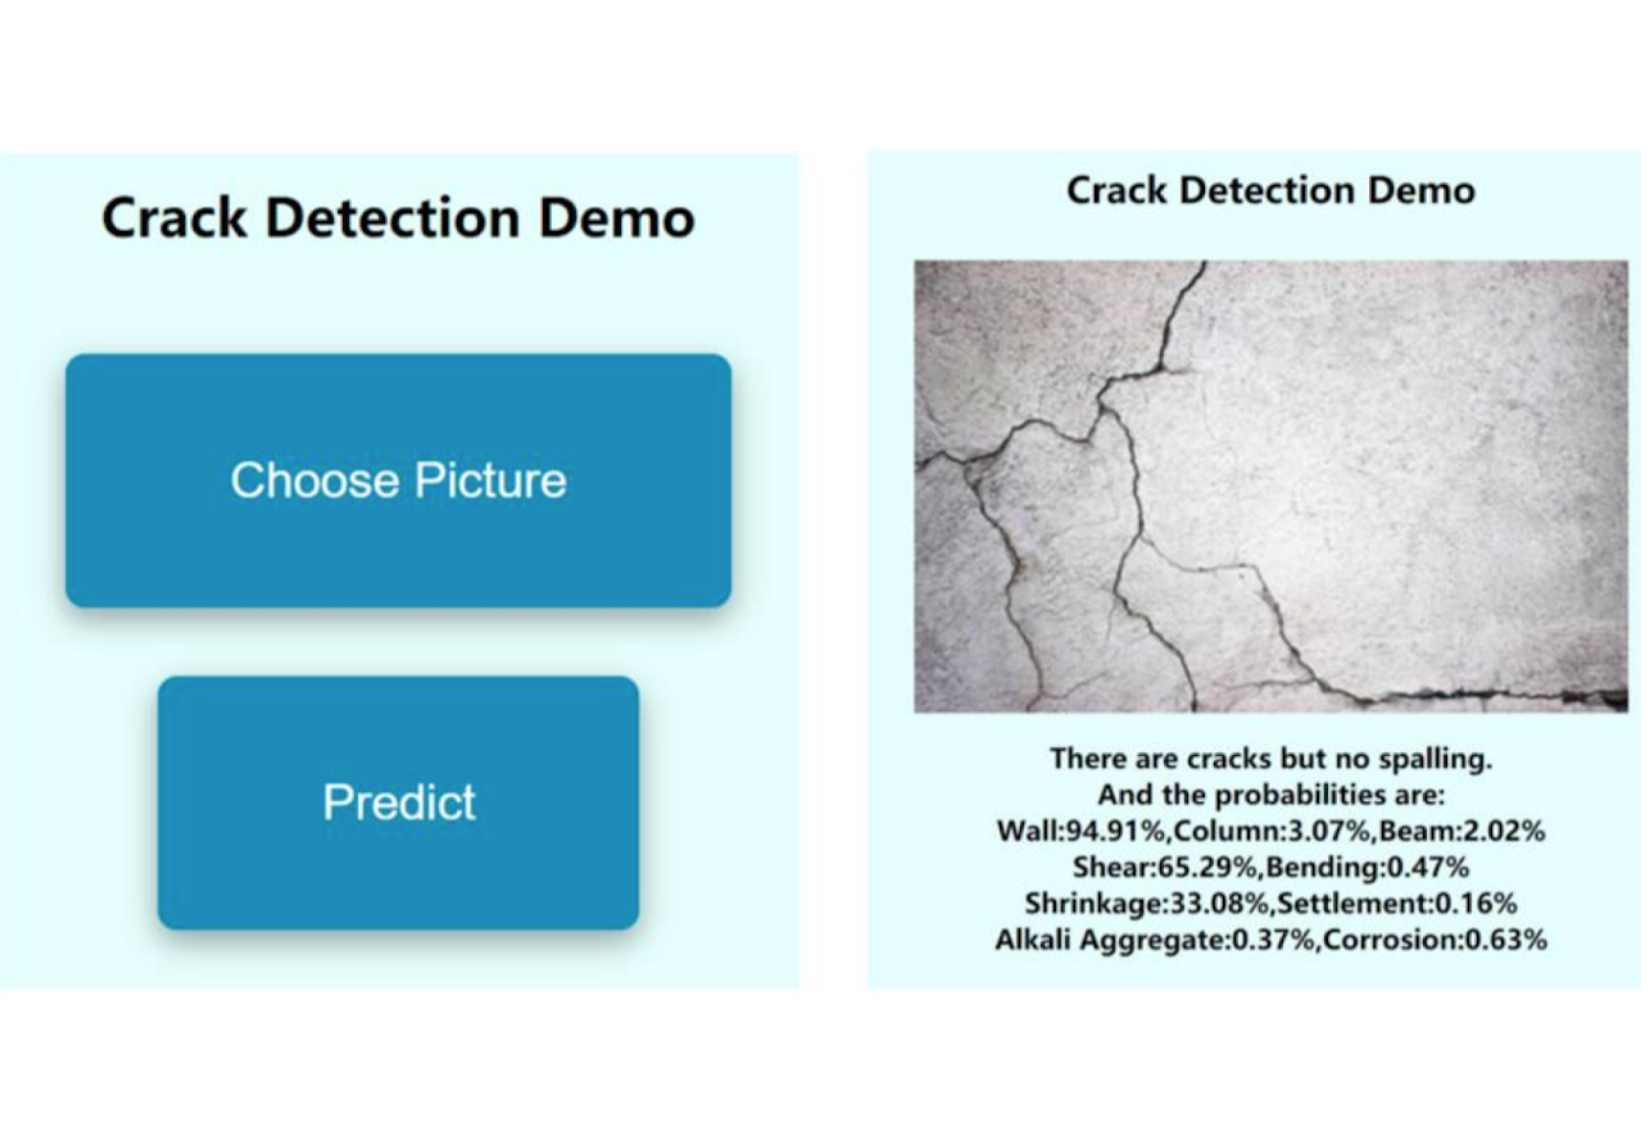 Crack Detection Demo
Choose Picture
Predict
Crack Detection Demo
There are cracks but no spalling.
And the probabilities are:
Wall:94.91%,Column:3.07%,Beam:2.02%
Shear:65.29%,Bending:0.47%
Shrinkage:33.08%,Settlement:0.16%
Alkali Aggregate:0.37%,Corrosion:0.63%